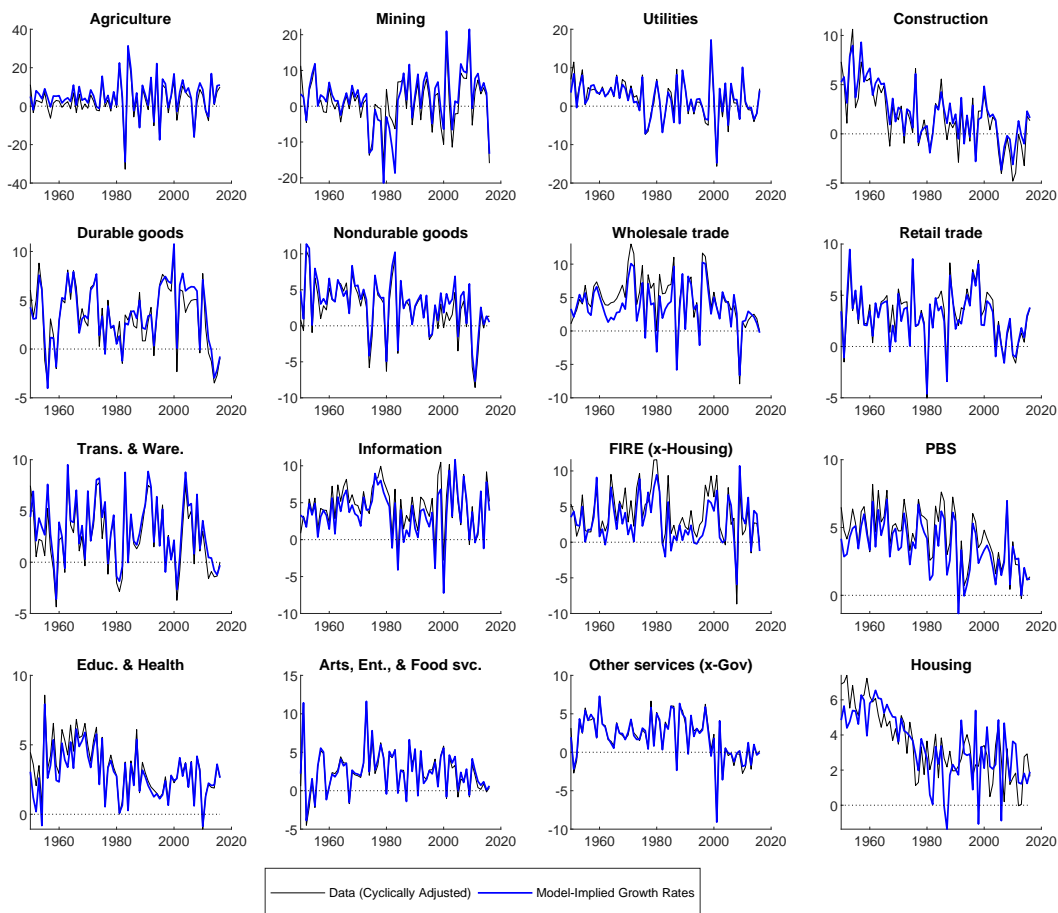 Agriculture
Mining
Utilities
Construction
40
20
0
-20
-40
1960 1980 2000 2020
20
10
0
-10
-20
1960 1980 2000 2020
20
10
0
-10
-20
1960 1980 2000 2020
10
5
0
-5
1960 1980 2000 2020
Durable goods
Nondurable goods
Wholesale trade
Retail trade
10
5
0
-5
1960 1980 2000 2020
10
5
0
-5
-10
1960 1980 2000 2020
10
5
0
-5
-10
1960 1980 2000 2020
10
5
0
-5
1960 1980 2000 2020
Trans. & Ware.
Information
FIRE (x-Housing)
PBS
10
5
0
-5
1960 1980 2000 2020
10
5
0
-5
-10
1960 1980 2000 2020
10
5
0
-5
-10
1960 1980 2000 2020
10
5
0
1960 1980 2000 2020
Educ. & Health
Arts, Ent., & Food svc.
Other services (x-Gov)
Housing
10
5
0
1960 1980 2000 2020
15
10
5
0
-5
1960 1980 2000 2020
10
5
0
-5
-10
1960 1980 2000 2020
6
4
2
0
1960 1980 2000 2020
Data (Cyclically Adjusted)
Model-Implied Growth Rates